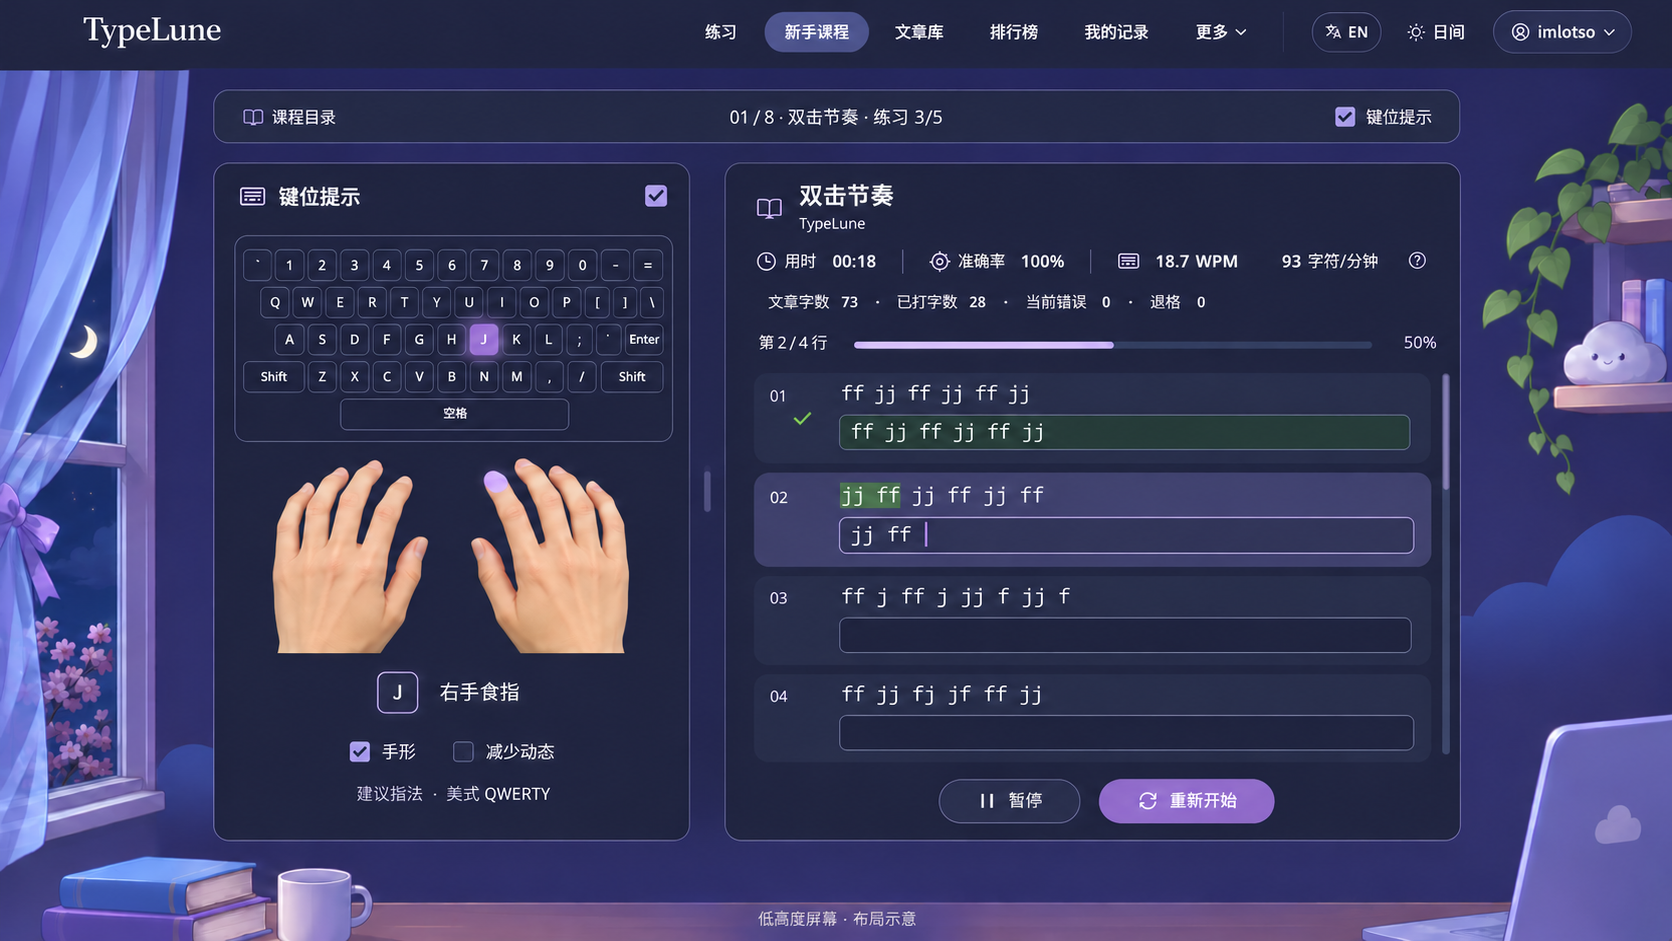 TypeLune
练习 新手课程 文章库 排行榜 我的记录 更多 EN 日间 imlotso
课程目录 01 / 8 · 双击节奏 · 练习 3/5 键位提示
键位提示
` 1 2 3 4 5 6 7 8 9 0 - =
Q W E R T Y U I O P [ ] \
A S D F G H J K L ; ' Enter
Shift Z X C V B N M , / Shift
空格
J 右手食指
手形 减少动态
建议指法 · 美式 QWERTY
双击节奏
TypeLune
用时 00:18 准确率 100% 18.7 WPM 93 字符/分钟 ?
文章字数 73 · 已打字数 28 · 当前错误 0 · 退格 0
第 2 / 4 行 50%
01 ff jj ff jj ff jj
ff jj ff jj ff jj
02 jj ff jj ff jj ff
jj ff
03 ff j ff j jj f jj f
04 ff jj fj jf ff jj
暂停 重新开始
低高度屏幕 · 布局示意